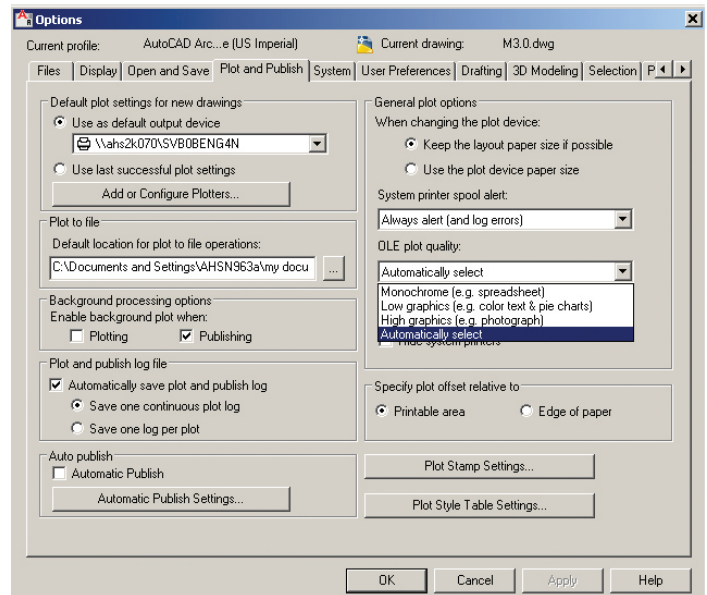 Options
Current profile: AutoCAD Arc...e (US Imperial) Current drawing: M3.0.dwg
Files Display Open and Save Plot and Publish System User Preferences Drafting 3D Modeling Selection P
Default plot settings for new drawings
Use as default output device
\\ahs2k070\SVB0BENG4N
Use last successful plot settings
Add or Configure Plotters...
Plot to file
Default location for plot to file operations:
C:\Documents and Settings\AHSN963a\my docu ...
Background processing options
Enable background plot when:
Plotting Publishing
Plot and publish log file
Automatically save plot and publish log
Save one continuous plot log
Save one log per plot
Auto publish
Automatic Publish
Automatic Publish Settings...
General plot options
When changing the plot device:
Keep the layout paper size if possible
Use the plot device paper size
System printer spool alert:
Always alert (and log errors)
OLE plot quality:
Automatically select
Monochrome (e.g. spreadsheet)
Low graphics (e.g. color text & pie charts)
High graphics (e.g. photograph)
Automatically select
Hide system printers
Specify plot offset relative to
Printable area Edge of paper
Plot Stamp Settings...
Plot Style Table Settings...
OK Cancel Apply Help